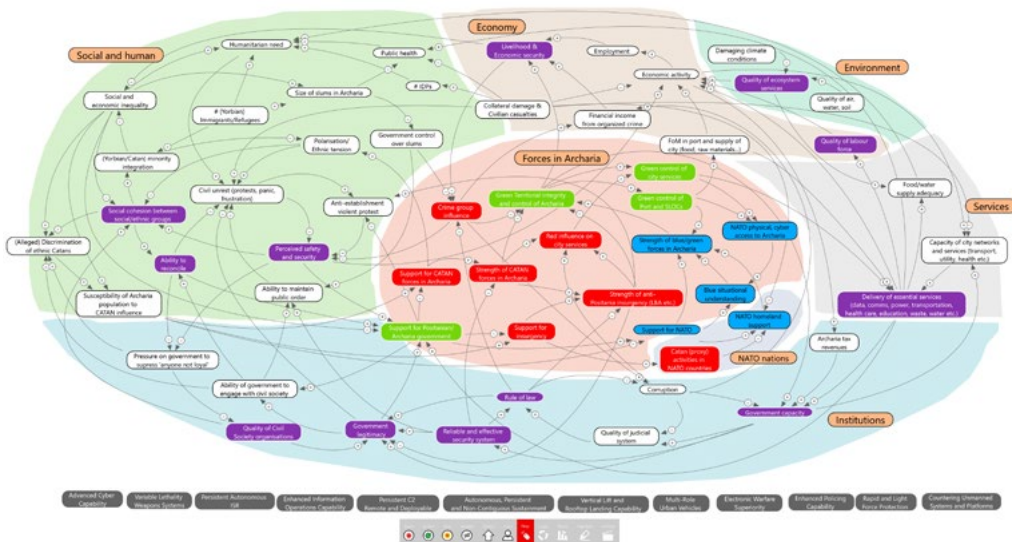 Economy
Social and human
Environment
Humanitarian need
Public health
Livelihood &
Economic security
Employment
Damaging climate
conditions
Economic activity
Quality of ecosystem
services
# IDPs
Size of slums in Archaria
Social and
economic inequality
Quality of air,
water, soil
Collateral damage &
Civilian casualties
# (Yorbian)
Immigrants/Refugees
Financial income
from organized crime
Government control
over slums
Polarisation/
Ethnic tension
FoM in port and supply of
city (food, raw materials...)
Quality of labour
force
(Yorbian/Catan) minority
integration
Forces in Archaria
Green control of
city services
Civil unrest (protests, panic,
frustration)
Food/water
supply adequacy
Green Territorial integrity
and control of Archaria
Green control of
Port and SLOCs
Anti-establishment
violent protest
Crime group
influence
Services
Social cohesion between
social/ethnic groups
NATO physical, cyber
access to Archaria
Red influence on
city services
(Alleged) Discrimination
of ethnic Catans
Strength of blue/green
forces in Archaria
Perceived safety
and security
Capacity of city networks
and services (transport,
utility, health etc.)
Ability to
reconcile
Support for CATAN
forces in Archaria
Strength of CATAN
forces in Archaria
Ability to maintain
public order
Blue situational
understanding
Susceptibility of Archaria
population to
CATAN influence
Strength of anti-
insurgency (LAA etc.)
Delivery of essential services
(data, comms, power, transportation,
health care, education, waste, water etc.)
NATO homeland
support
Support for
Archaria government
Support for
insurgency
Support for NATO
Archaria tax
revenues
Pressure on government to
supress 'anyone not loyal'
Catan (proxy)
activities in
NATO countries
NATO nations
Ability of government to
engage with civil society
Corruption
Rule of law
Government capacity
Institutions
Quality of Civil
Society organisations
Government
legitimacy
Reliable and effective
security system
Quality of judicial
system
Advanced Cyber
Capability
Variable Lethality
Weapons Systems
Persistent Autonomous
ISR
Enhanced Information
Operations Capability
Persistent C2
Remote and Deployable
Autonomous, Persistent
and Non-Contiguous Sustainment
Vertical Lift and
Rooftop Landing Capability
Multi-Role
Urban Vehicles
Electronic Warfare
Superiority
Enhanced Policing
Capability
Rapid and Light
Force Protection
Countering Unmanned
Systems and Platforms